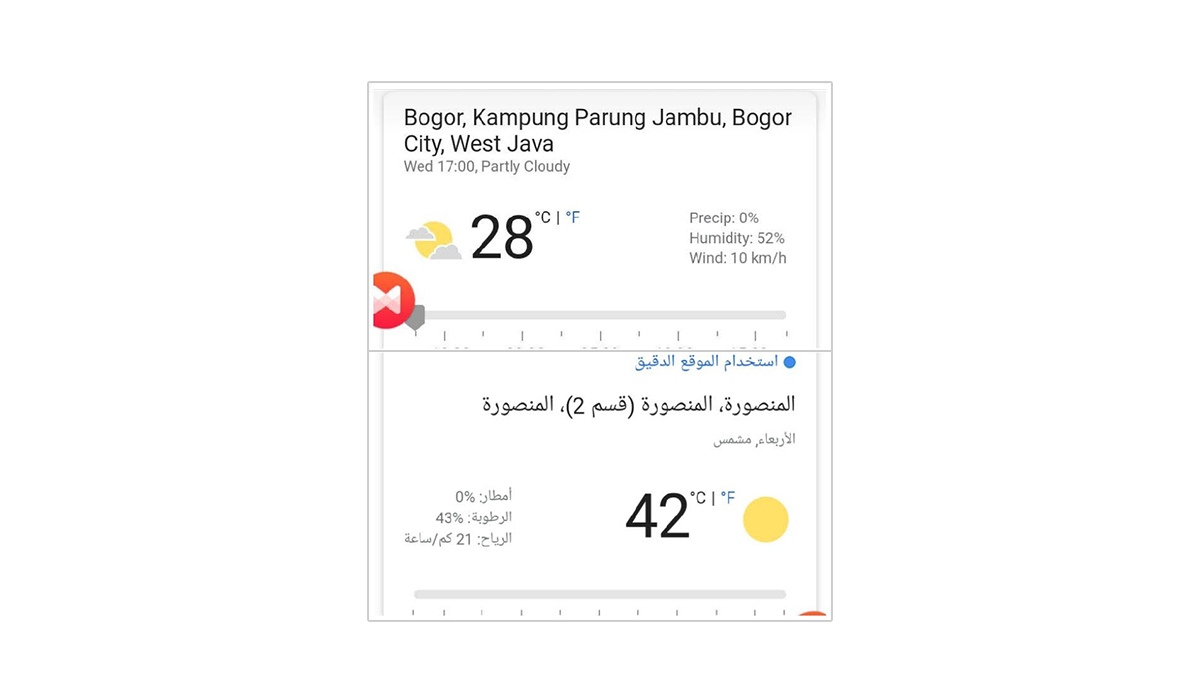 Bogor, Kampung Parung Jambu, Bogor
City, West Java
Wed 17:00, Partly Cloudy
28 °C | °F
Precip: 0%
Humidity: 52%
Wind: 10 km/h
استخدام الموقع الدقيق
المنصورة، المنصورة (قسم 2)، المنصورة
الأربعاء, مشمس
42 °C | °F
أمطار: 0%
الرطوبة: 43%
الرياح: 21 كم/ساعة